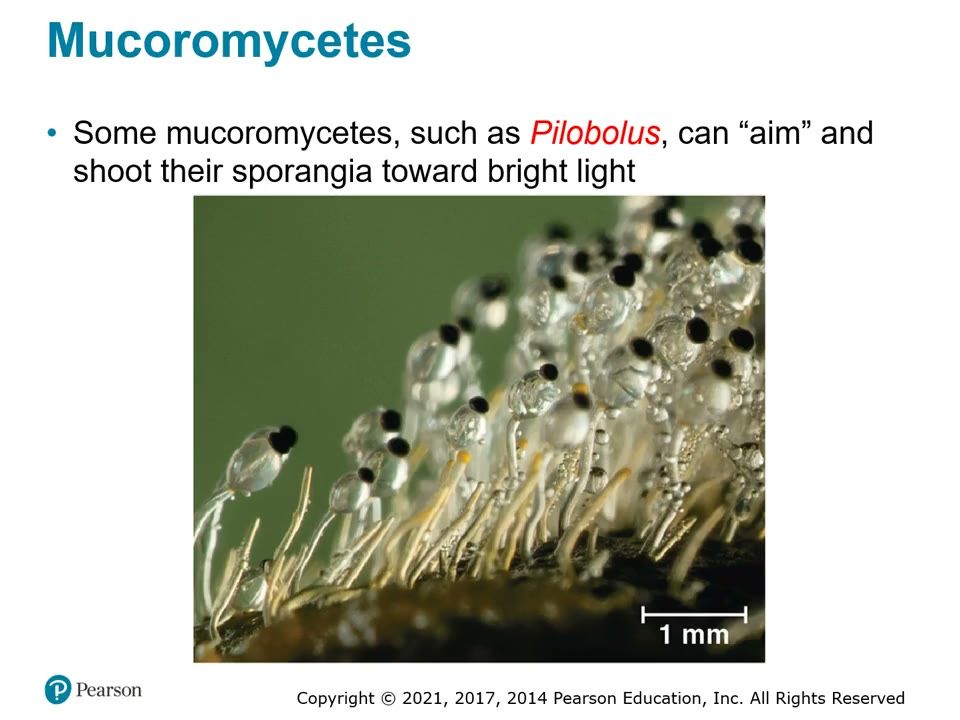 Mucoromycetes
• Some mucoromycetes, such as Pilobolus, can “aim” and
shoot their sporangia toward bright light
1 mm
P Pearson
Copyright © 2021, 2017, 2014 Pearson Education, Inc. All Rights Reserved